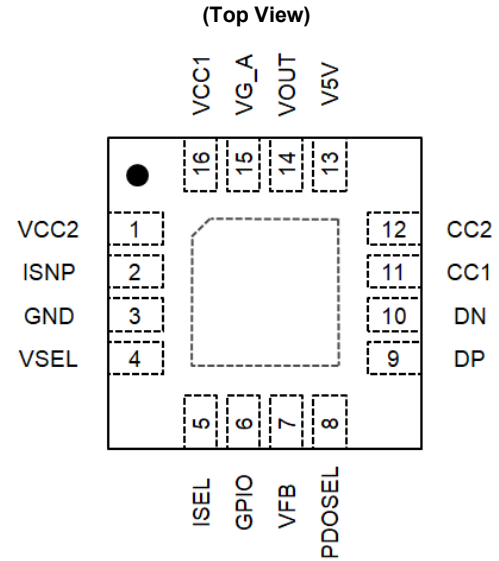 (Top View)
VCC1 VG_A VOUT V5V
16 15 14 13
VCC2 1 12 CC2
ISNP 2 11 CC1
GND 3 10 DN
VSEL 4 9 DP
5 6 7 8
ISEL GPIO VFB PDOSEL